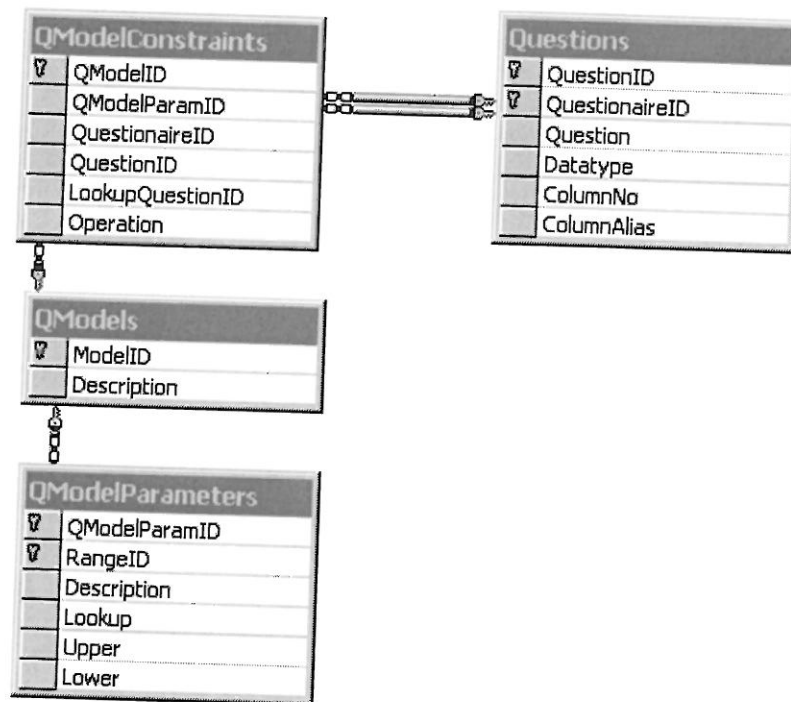 QModelConstraints
QModelID
QModelParamID
QuestionaireID
QuestionID
LookupQuestionID
Operation
Questions
QuestionID
QuestionaireID
Question
Datatype
ColumnNo
ColumnAlias
QModels
ModelID
Description
QModelParameters
QModelParamID
RangeID
Description
Lookup
Upper
Lower